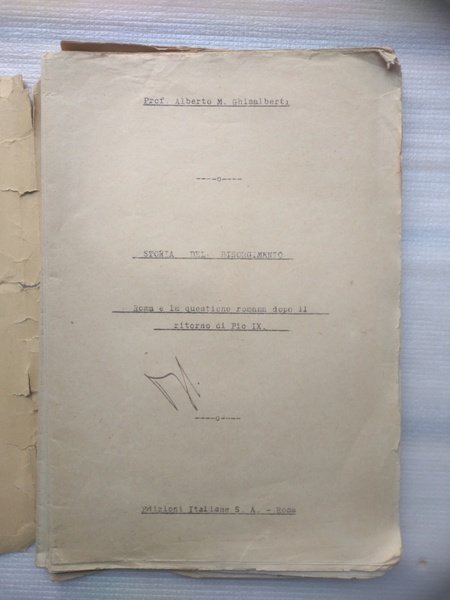 Prof. Alberto M. Ghisalberti
----o----
STORIA DEL RISORGIMENTO
Roma e la questione romana dopo il
ritorno di Pio IX.
----o----
Edizioni Italiane S. A. - Roma